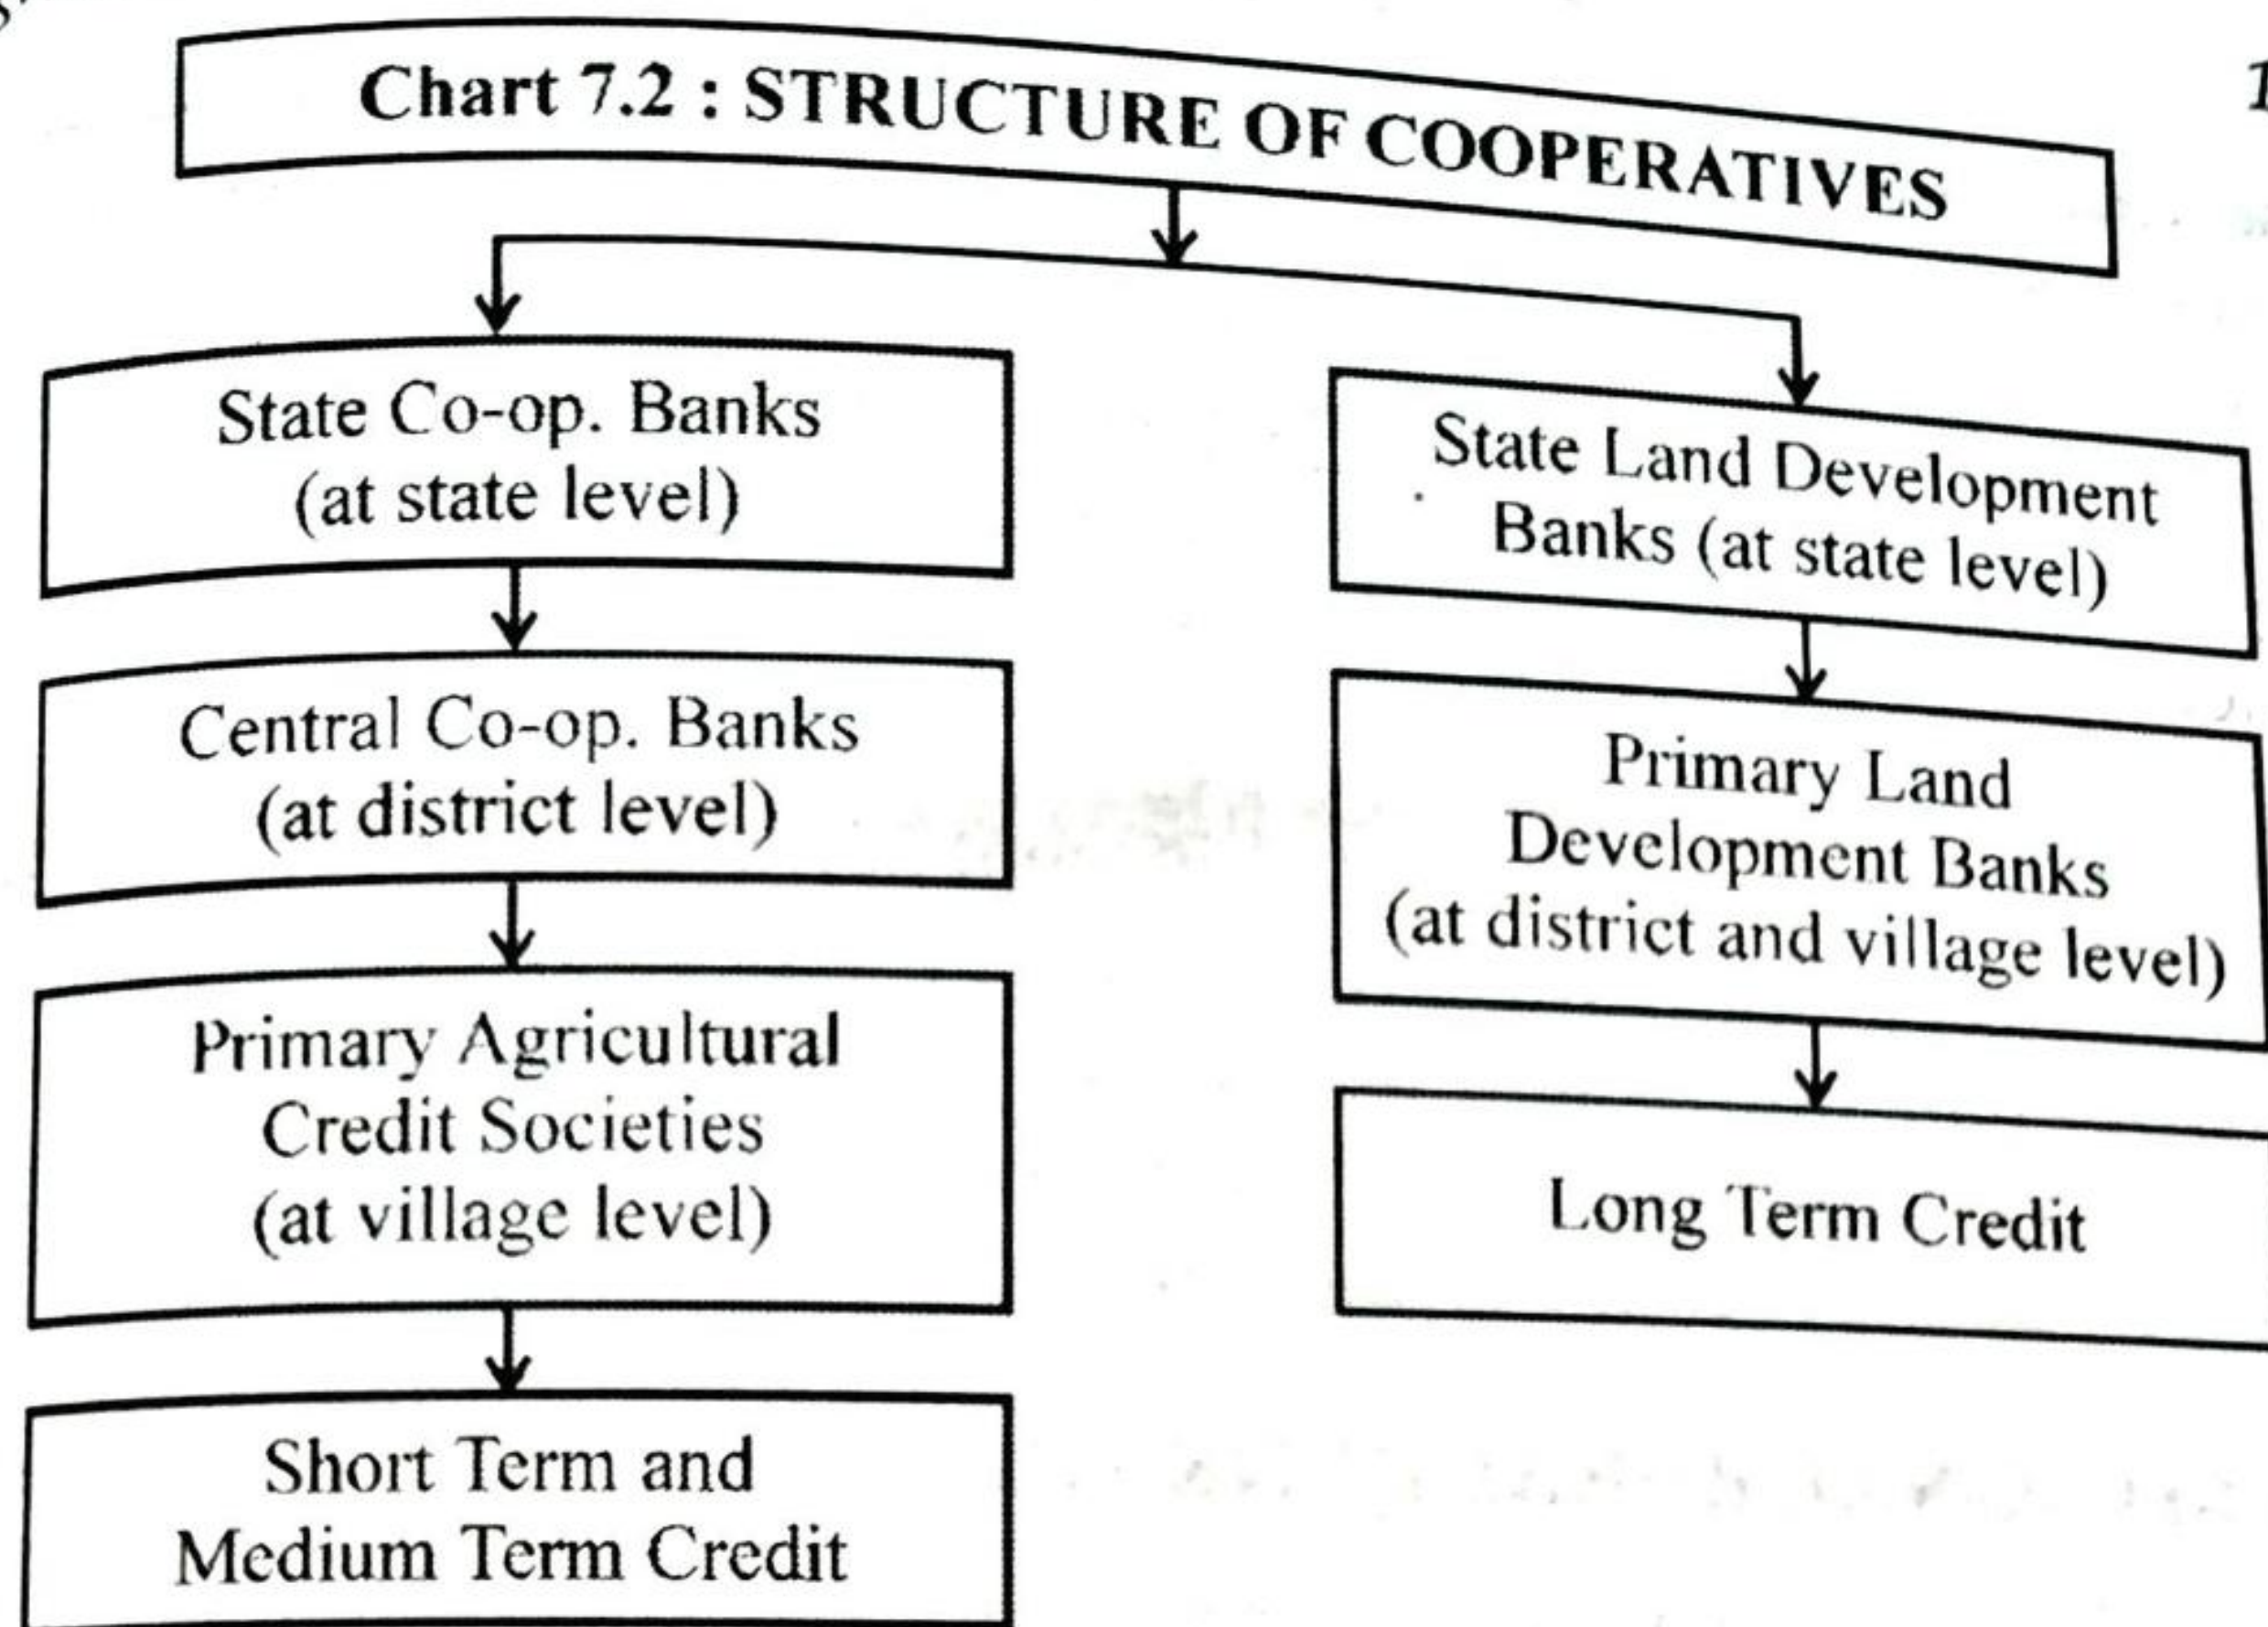 Chart 7.2 : STRUCTURE OF COOPERATIVES
State Co-op. Banks
(at state level)
Central Co-op. Banks
(at district level)
Primary Agricultural
Credit Societies
(at village level)
Short Term and
Medium Term Credit
State Land Development
Banks (at state level)
Primary Land
Development Banks
(at district and village level)
Long Term Credit